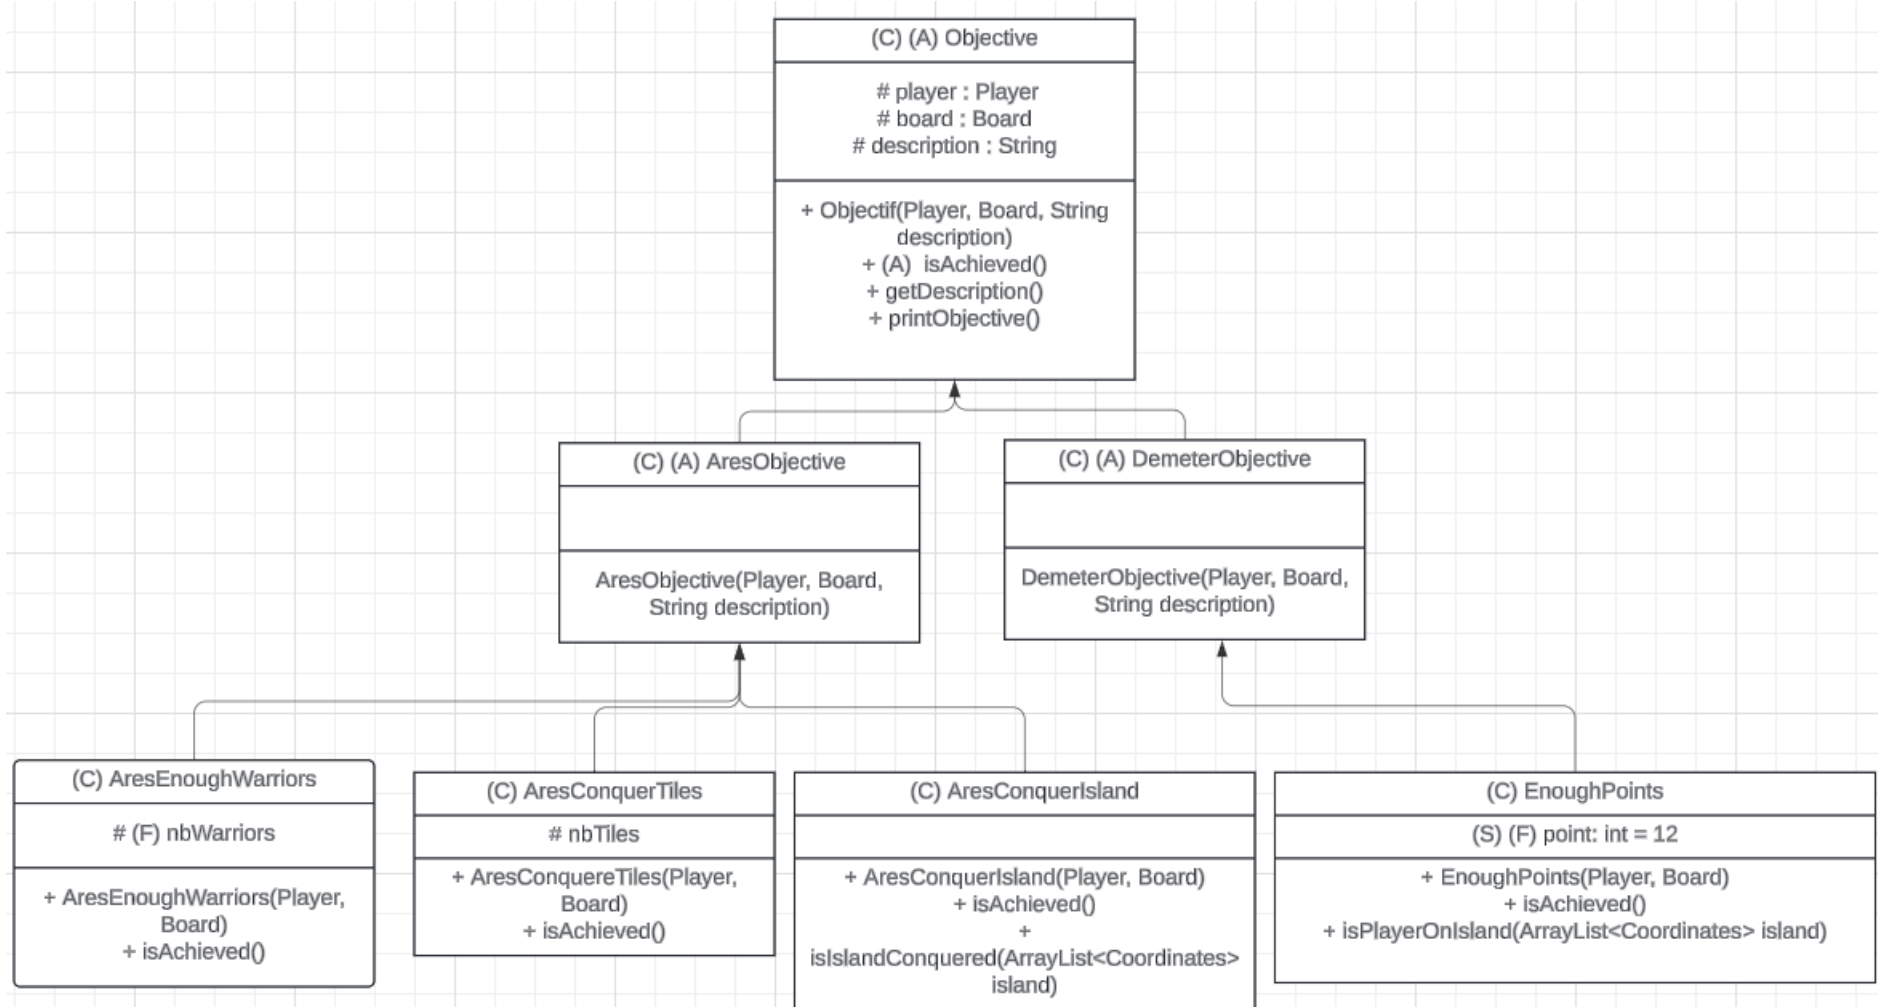 (C) (A) Objective
# player : Player
# board : Board
# description : String
+ Objectif(Player, Board, String
description)
+ (A)  isAchieved()
+ getDescription()
+ printObjective()
(C) (A) AresObjective
AresObjective(Player, Board,
String description)
(C) (A) DemeterObjective
DemeterObjective(Player, Board,
String description)
(C) AresEnoughWarriors
# (F) nbWarriors
+ AresEnoughWarriors(Player,
Board)
+ isAchieved()
(C) AresConquerTiles
# nbTiles
+ AresConquereTiles(Player,
Board)
+ isAchieved()
(C) AresConquerIsland
+ AresConquerIsland(Player, Board)
+ isAchieved()
+
isIslandConquered(ArrayList<Coordinates>
island)
(C) EnoughPoints
(S) (F) point: int = 12
+ EnoughPoints(Player, Board)
+ isAchieved()
+ isPlayerOnIsland(ArrayList<Coordinates> island)